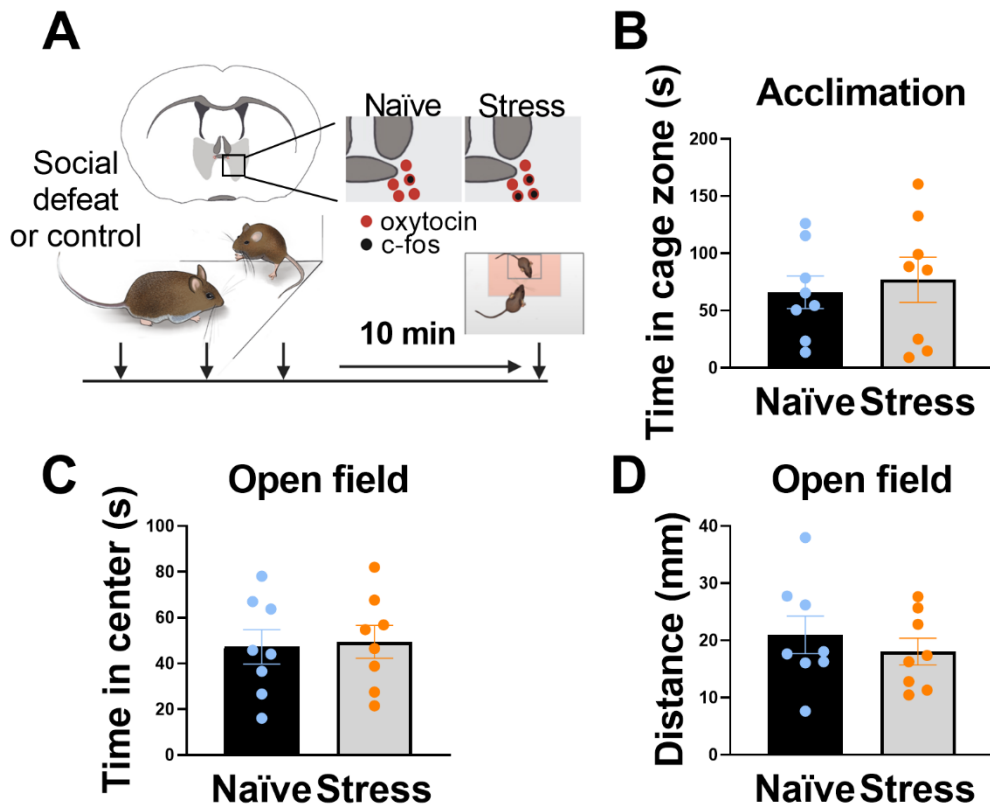 A
Naïve Stress
Social
defeat
or control
oxytocin
c-fos
10 min
B
Acclimation
Time in cage zone (s)
200
150
100
50
0
Naïve Stress
C
Open field
Time in center (s)
100
80
60
40
20
0
Naïve Stress
D
Open field
Distance (mm)
40
30
20
10
0
Naïve Stress